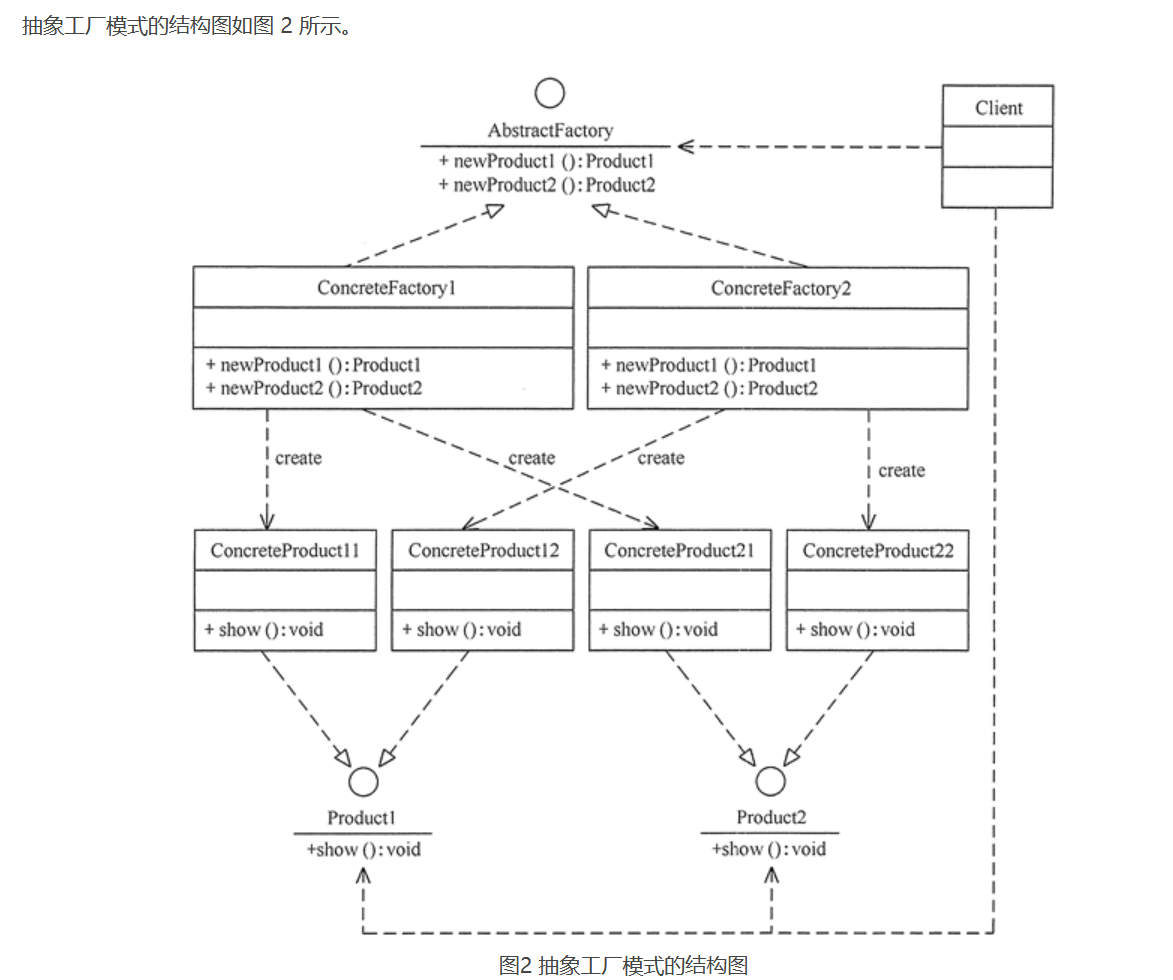 抽象工厂模式的结构图如图 2 所示。
AbstractFactory
+ newProduct1 (): Product1
+ newProduct2 (): Product2
Client
ConcreteFactory1
+ newProduct1 (): Product1
+ newProduct2 (): Product2
ConcreteFactory2
+ newProduct1 (): Product1
+ newProduct2 (): Product2
create
create
create
create
ConcreteProduct11
+ show (): void
ConcreteProduct12
+ show (): void
ConcreteProduct21
+ show (): void
ConcreteProduct22
+ show (): void
Product1
+show (): void
Product2
+show (): void
图2 抽象工厂模式的结构图